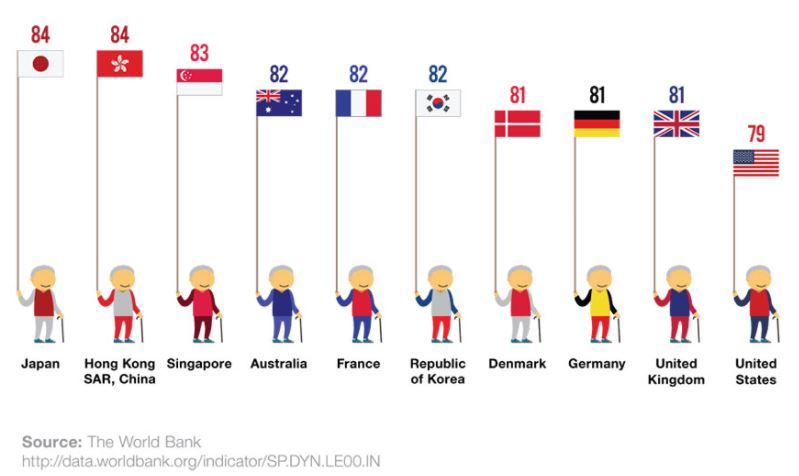 84
84
83
82
82
82
81
81
81
79
Japan
Hong Kong
SAR, China
Singapore
Australia
France
Republic
of Korea
Denmark
Germany
United
Kingdom
United
States
Source: The World Bank
http://data.worldbank.org/indicator/SP.DYN.LE00.IN